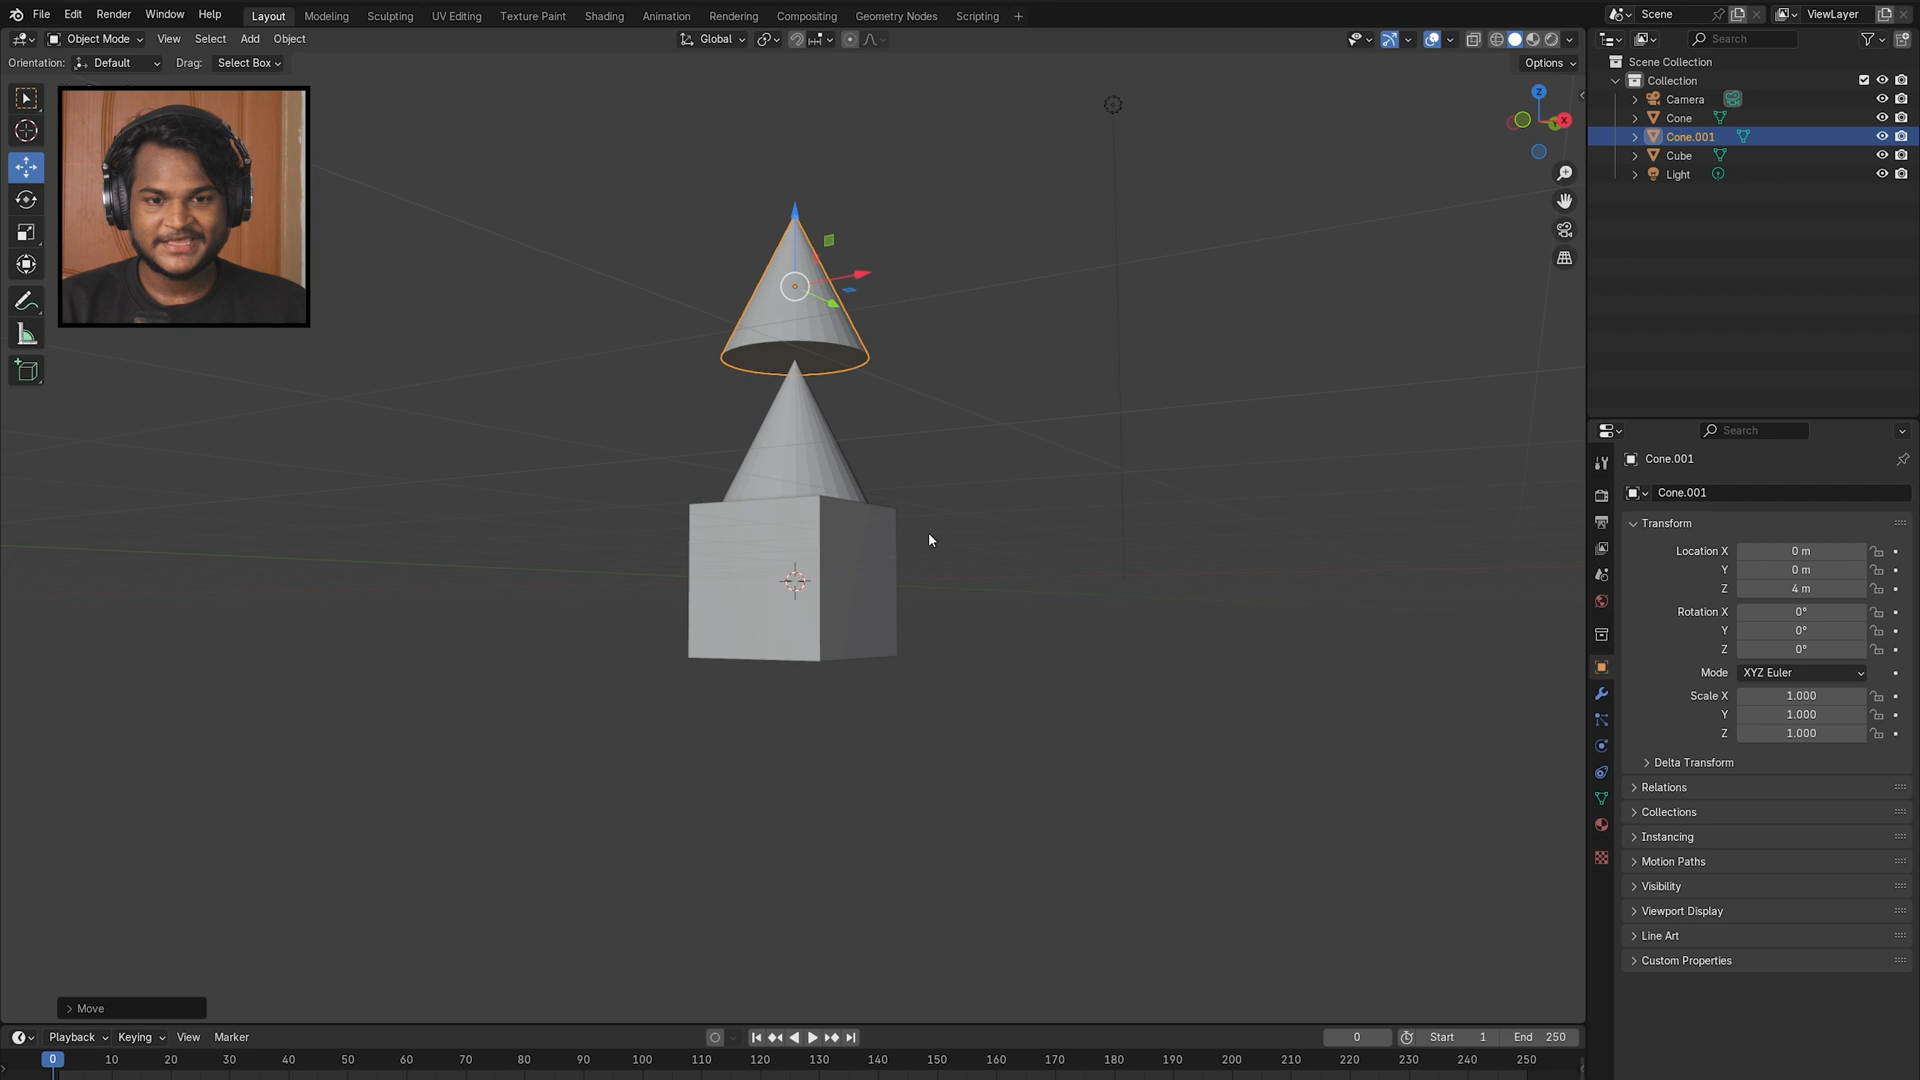 File Edit Render Window Help Layout Modeling Sculpting UV Editing Texture Paint Shading Animation Rendering Compositing Geometry Nodes Scripting + Scene ViewLayer
Object Mode View Select Add Object Global Search
Orientation: Default Drag: Select Box Options
Scene Collection
Collection
Camera
Cone
Cone.001
Cube
Light
Z
X
Y
Search
Cone.001
Cone.001
Transform
Location X 0 m
Y 0 m
Z 4 m
Rotation X 0°
Y 0°
Z 0°
Mode XYZ Euler
Scale X 1.000
Y 1.000
Z 1.000
Delta Transform
Relations
Collections
Instancing
Motion Paths
Visibility
Viewport Display
Line Art
Custom Properties
Move
Playback Keying View Marker 0 Start 1 End 250
0 10 20 30 40 50 60 70 80 90 100 110 120 130 140 150 160 170 180 190 200 210 220 230 240 250